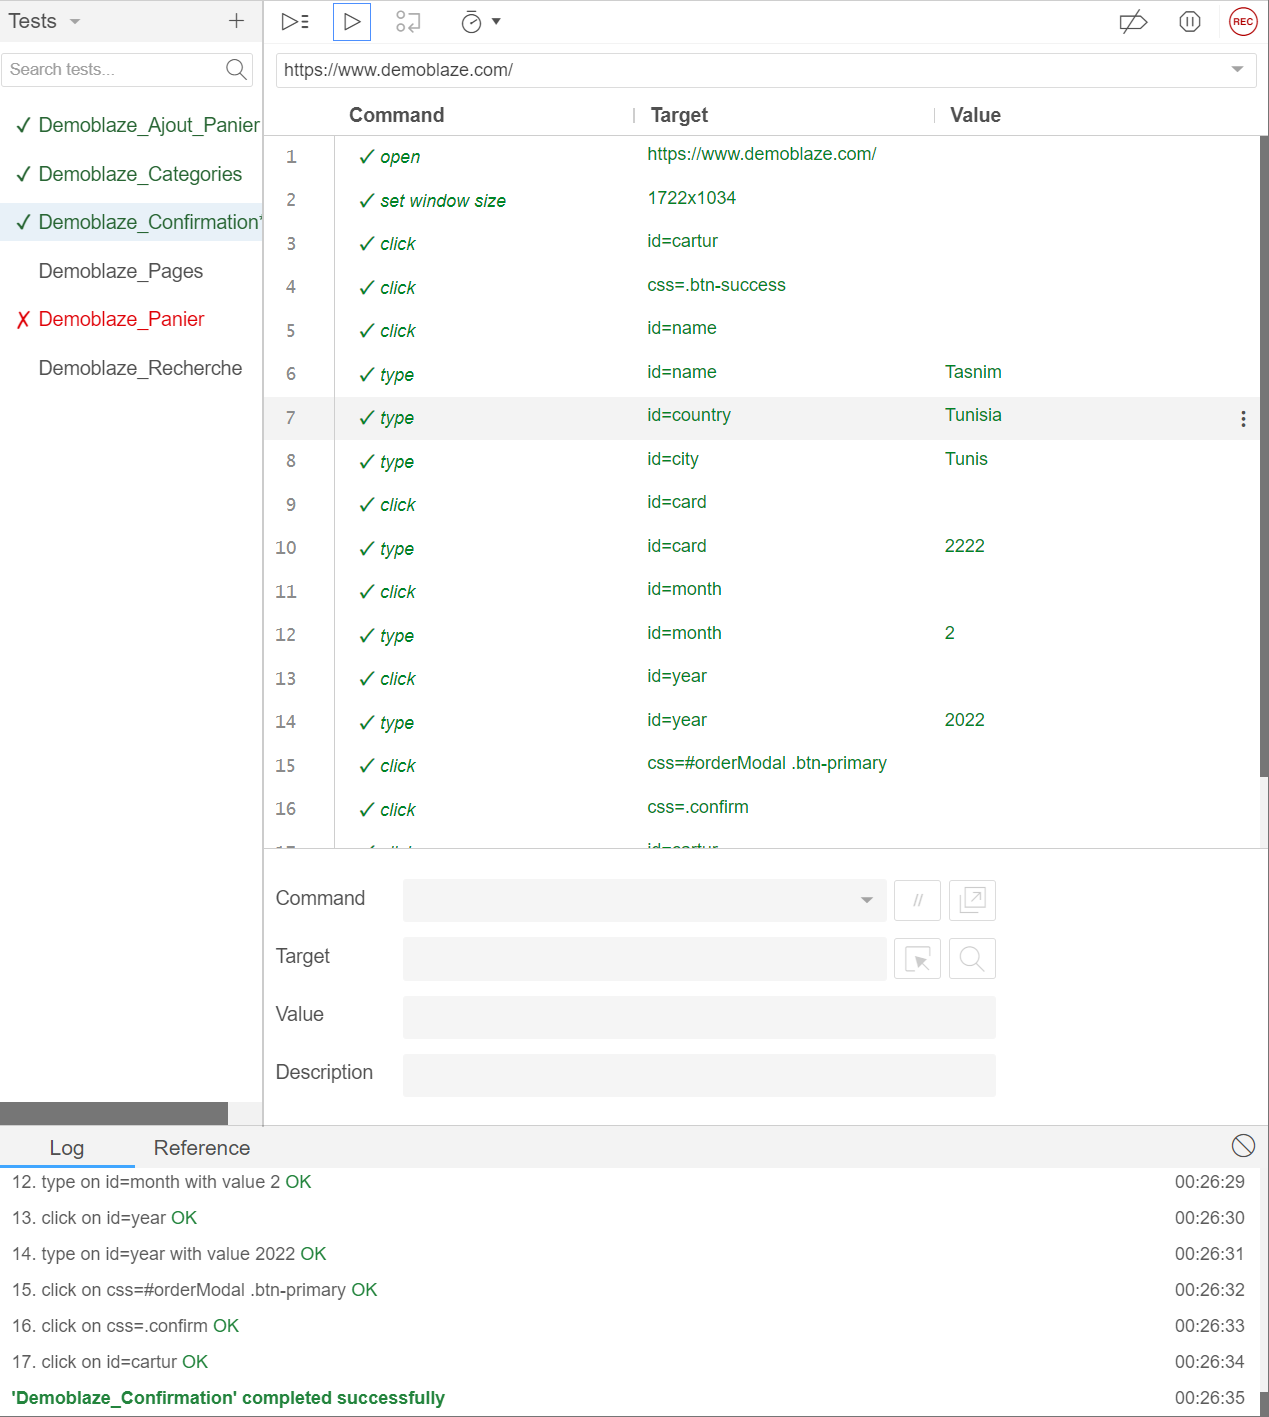 Tests
Search tests...
Demoblaze_Ajout_Panier
Demoblaze_Categories
Demoblaze_Confirmation*
Demoblaze_Pages
Demoblaze_Panier
Demoblaze_Recherche
REC
https://www.demoblaze.com/
Command Target Value
1 open https://www.demoblaze.com/
2 set window size 1722x1034
3 click id=cartur
4 click css=.btn-success
5 click id=name
6 type id=name Tasnim
7 type id=country Tunisia
8 type id=city Tunis
9 click id=card
10 type id=card 2222
11 click id=month
12 type id=month 2
13 click id=year
14 type id=year 2022
15 click css=#orderModal .btn-primary
16 click css=.confirm
17 click id=cartur
Command //
Target
Value
Description
Log Reference
12. type on id=month with value 2 OK 00:26:29
13. click on id=year OK 00:26:30
14. type on id=year with value 2022 OK 00:26:31
15. click on css=#orderModal .btn-primary OK 00:26:32
16. click on css=.confirm OK 00:26:33
17. click on id=cartur OK 00:26:34
'Demoblaze_Confirmation' completed successfully 00:26:35